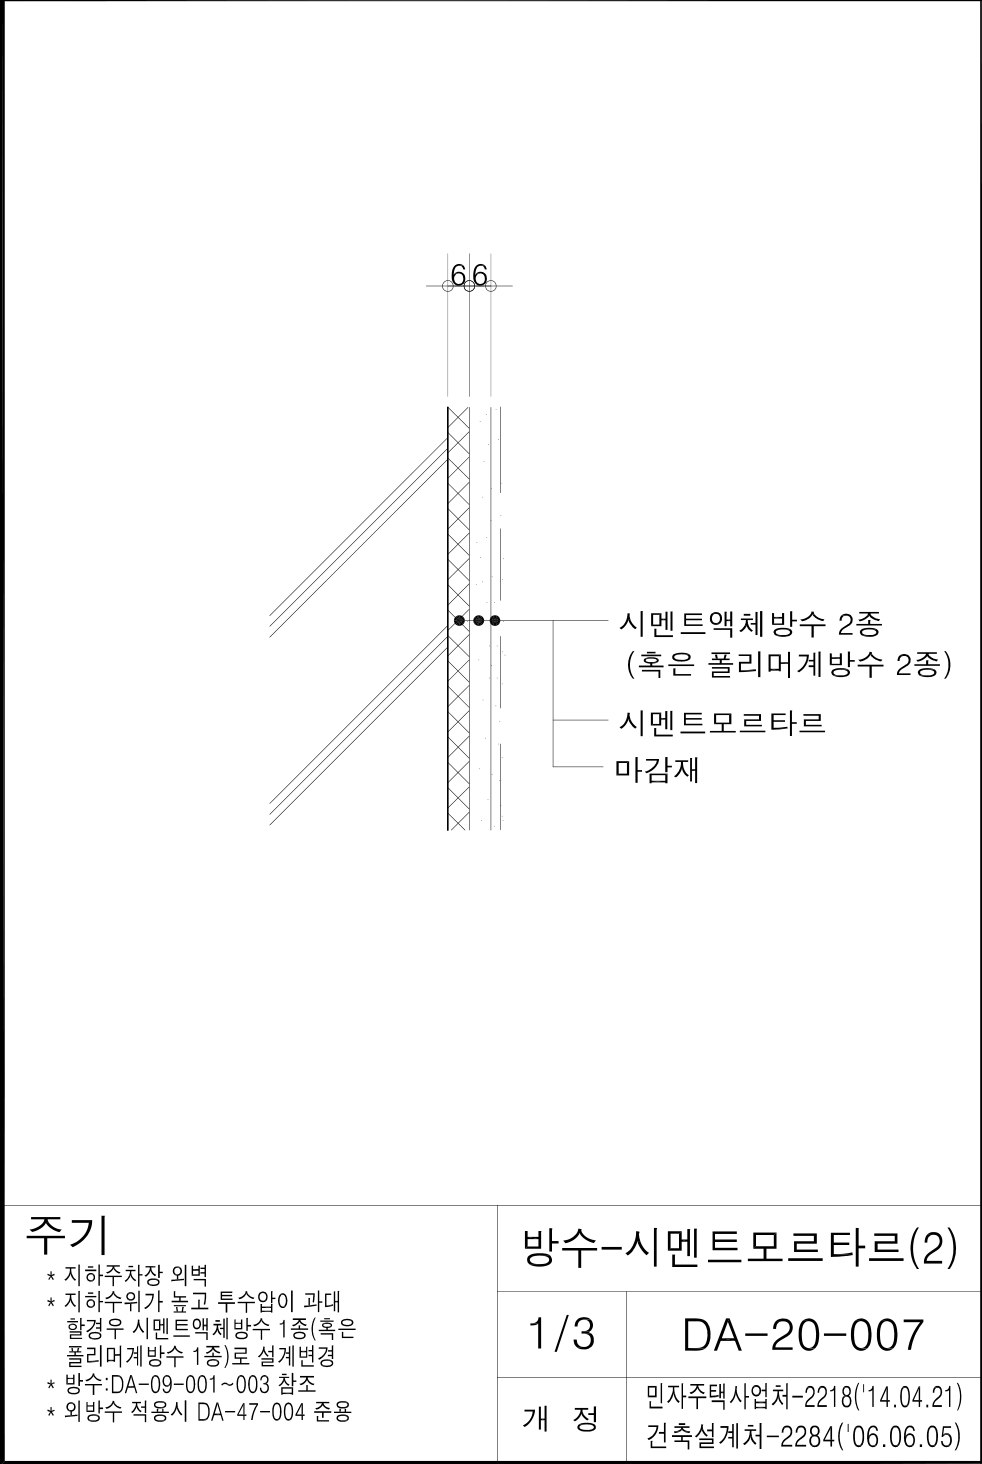 66
시멘트액체방수 2종
(혹은 폴리머계방수 2종)
시멘트모르타르
마감재
주기
* 지하주차장 외벽
* 지하수위가 높고 투수압이 과대
할경우 시멘트액체방수 1종(혹은
폴리머계방수 1종)로 설계변경
* 방수:DA-09-001~003 참조
* 외방수 적용시 DA-47-004 준용
방수-시멘트모르타르(2)
1/3
DA-20-007
개 정
민자주택사업처-2218('14.04.21)
건축설계처-2284('06.06.05)